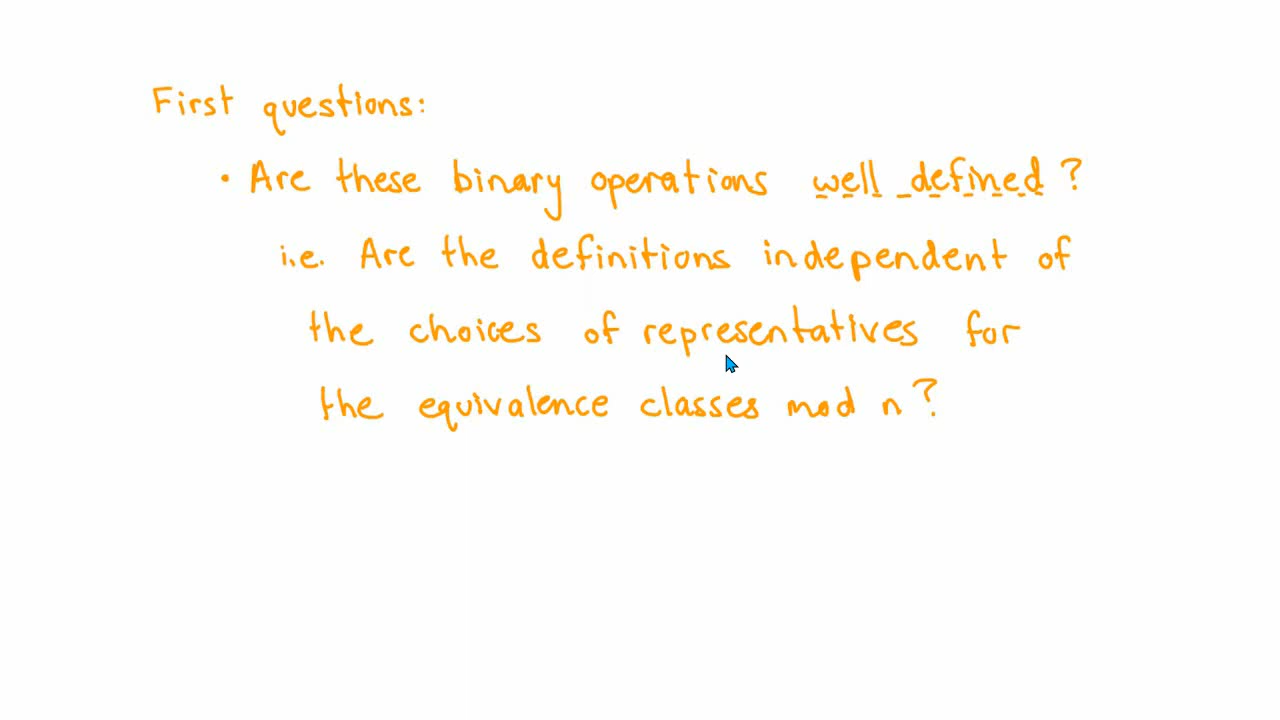 First questions:
• Are these binary operations well defined?
i.e. Are the definitions independent of
the choices of representatives for
the equivalence classes mod n?